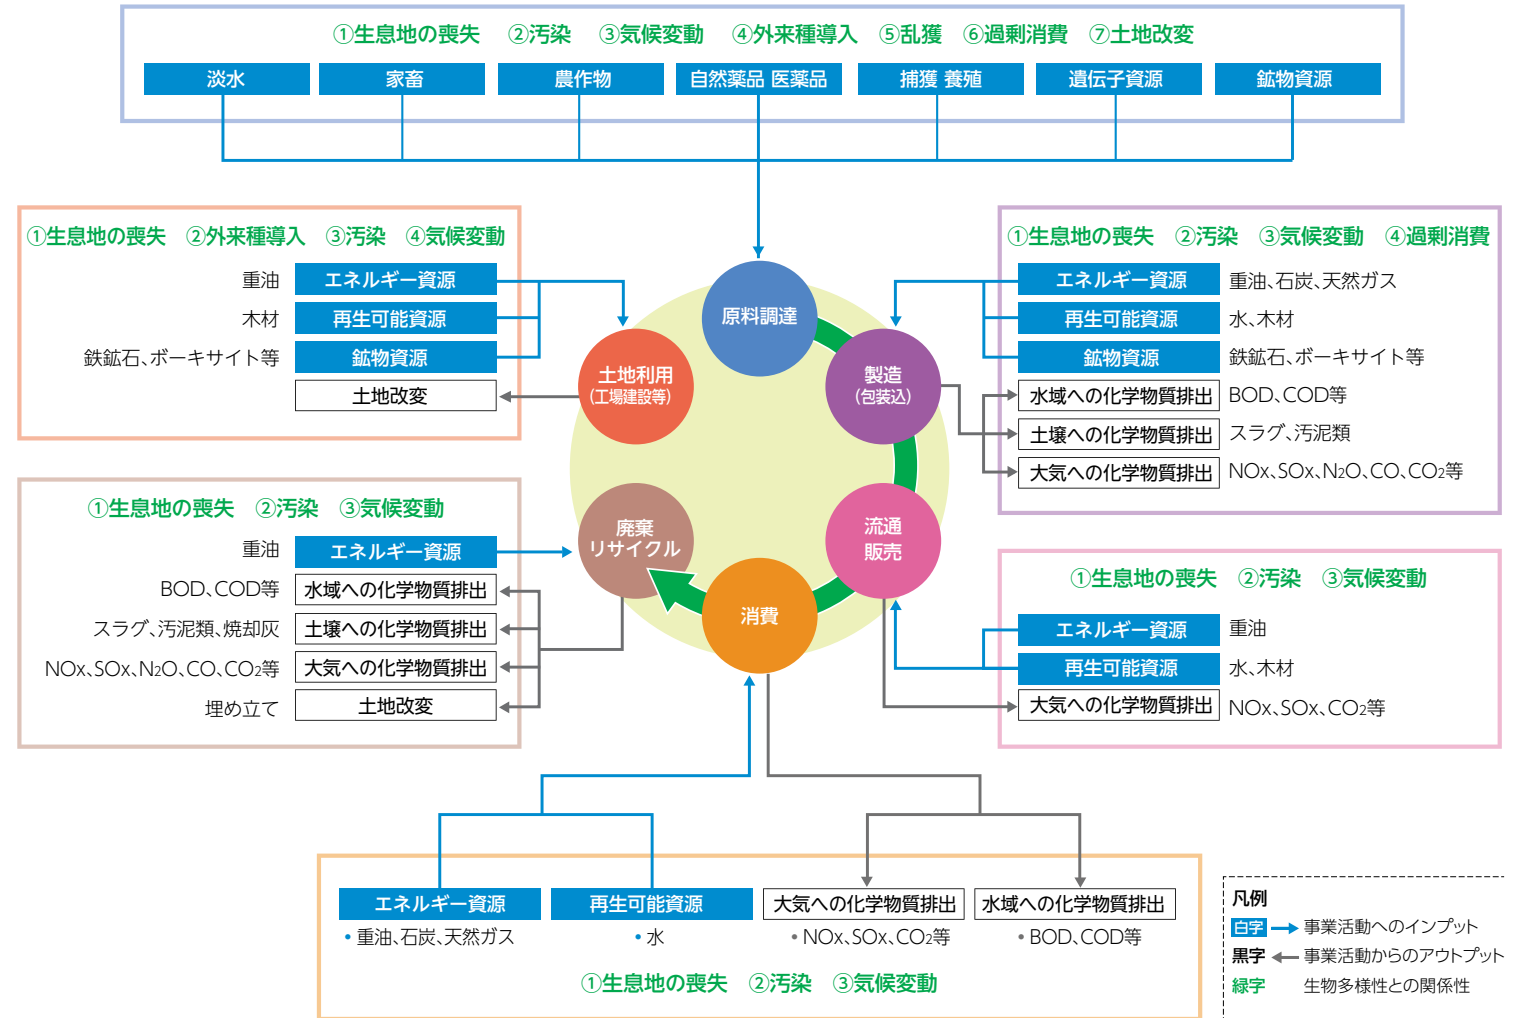 ①生息地の喪失 ②汚染 ③気候変動 ④外来種導入 ⑤乱獲 ⑥過剰消費 ⑦土地改変
淡水 家畜 農作物 自然薬品 医薬品 捕獲 養殖 遺伝子資源 鉱物資源
①生息地の喪失 ②外来種導入 ③汚染 ④気候変動
重油 エネルギー資源
木材 再生可能資源
鉄鉱石、ボーキサイト等 鉱物資源
土地改変
①生息地の喪失 ②汚染 ③気候変動 ④過剰消費
エネルギー資源 重油、石炭、天然ガス
再生可能資源 水、木材
鉱物資源 鉄鉱石、ボーキサイト等
水域への化学物質排出 BOD、COD等
土壌への化学物質排出 スラグ、汚泥類
大気への化学物質排出 NOx、SOx、N2O、CO、CO2等
原料調達
土地利用
(工場建設等)
製造
(包装込)
廃棄
リサイクル
流通
販売
消費
①生息地の喪失 ②汚染 ③気候変動
重油 エネルギー資源
BOD、COD等 水域への化学物質排出
スラグ、汚泥類、焼却灰 土壌への化学物質排出
NOx、SOx、N2O、CO、CO2等 大気への化学物質排出
埋め立て 土地改変
①生息地の喪失 ②汚染 ③気候変動
エネルギー資源 重油
再生可能資源 水、木材
大気への化学物質排出 NOx、SOx、CO2等
エネルギー資源 再生可能資源 大気への化学物質排出 水域への化学物質排出
•重油、石炭、天然ガス •水 •NOx、SOx、CO2等 •BOD、COD等
①生息地の喪失 ②汚染 ③気候変動
凡例
白字 事業活動へのインプット
黒字 事業活動からのアウトプット
緑字 生物多様性との関係性